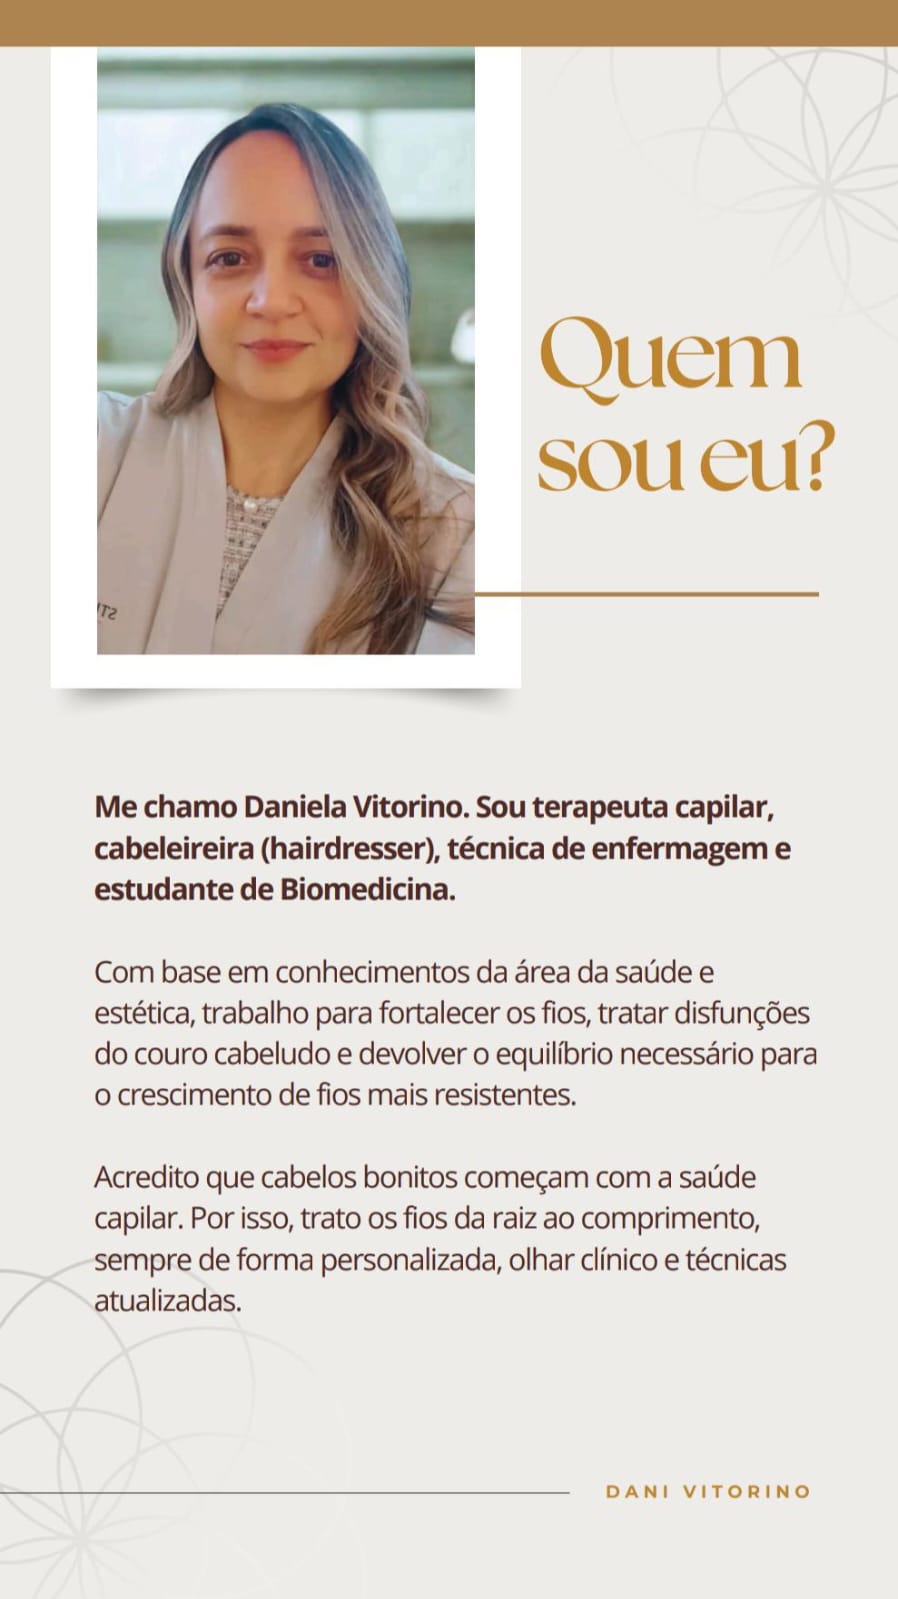 Quem
sou eu?
Me chamo Daniela Vitorino. Sou terapeuta capilar,
cabeleireira (hairdresser), técnica de enfermagem e
estudante de Biomedicina.
Com base em conhecimentos da área da saúde e
estética, trabalho para fortalecer os fios, tratar disfunções
do couro cabeludo e devolver o equilíbrio necessário para
o crescimento de fios mais resistentes.
Acredito que cabelos bonitos começam com a saúde
capilar. Por isso, trato os fios da raiz ao comprimento,
sempre de forma personalizada, olhar clínico e técnicas
atualizadas.
DANI VITORINO